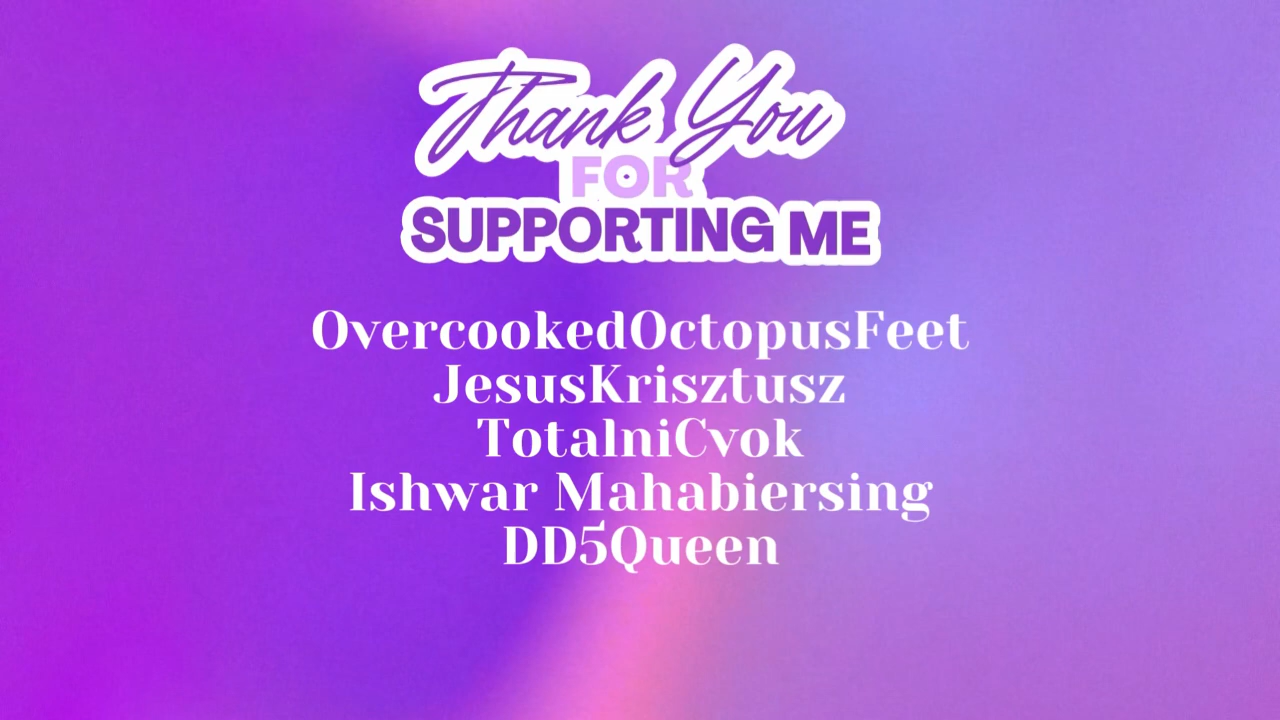 Thank You
FOR
SUPPORTING ME
OvercookedOctopusFeet
JesusKrisztusz
TotalniCvok
Ishwar Mahabiersing
DD5Queen